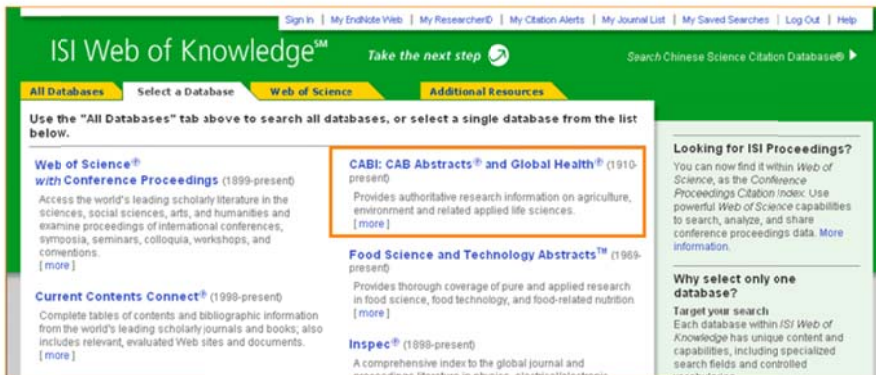 Sign In | My EndNote Web | My ResearcherID | My Citation Alerts | My Journal List | My Saved Searches | Log Out | Help
ISI Web of Knowledge℠
Take the next step
Search Chinese Science Citation Database® ▶
All Databases
Select a Database
Web of Science
Additional Resources
Use the "All Databases" tab above to search all databases, or select a single database from the list
below.
Web of Science®
with Conference Proceedings (1899-present)
Access the world's leading scholarly literature in the
sciences, social sciences, arts, and humanities and
examine proceedings of international conferences,
symposia, seminars, colloquia, workshops, and
conventions.
[ more ]
Current Contents Connect® (1998-present)
Complete tables of contents and bibliographic information
from the world's leading scholarly journals and books; also
includes relevant, evaluated Web sites and documents.
[ more ]
CABI: CAB Abstracts® and Global Health® (1910-
present)
Provides authoritative research information on agriculture,
environment and related applied life sciences.
[ more ]
Food Science and Technology Abstracts™ (1969-
present)
Provides thorough coverage of pure and applied research
in food science, food technology, and food-related nutrition
[ more ]
Inspec® (1898-present)
A comprehensive index to the global journal and
Looking for ISI Proceedings?
You can now find it within Web of
Science, as the Conference
Proceedings Citation Index. Use
powerful Web of Science capabilities
to search, analyze, and share
conference proceedings data. More
information.
Why select only one
database?
Target your search
Each database within ISI Web of
Knowledge has unique content and
capabilities, including specialized
search fields and controlled